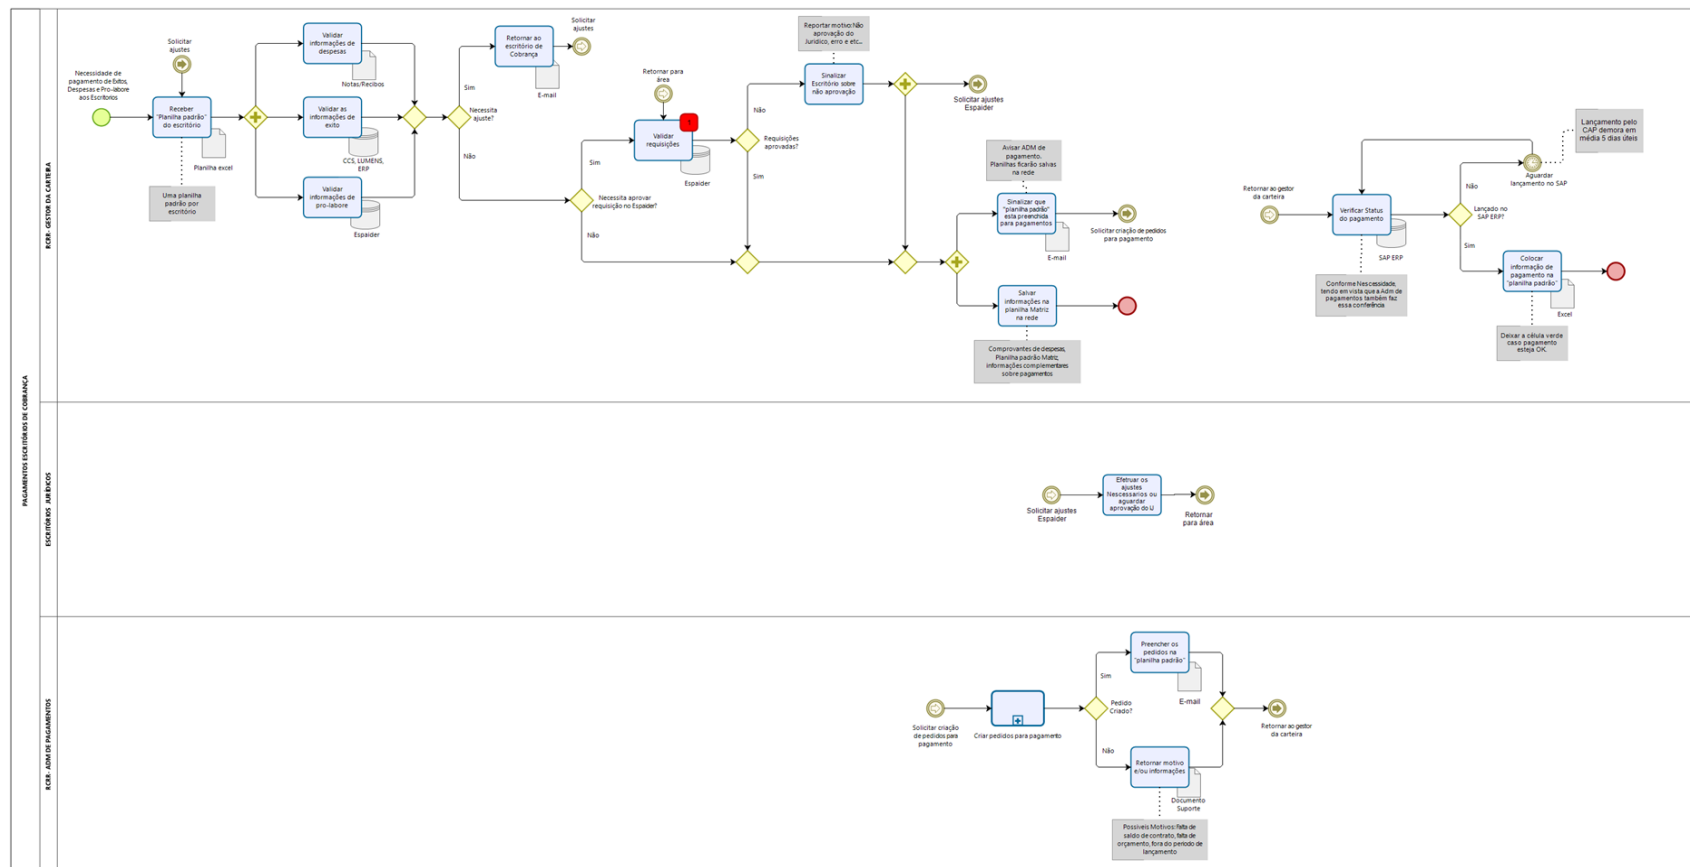 PAGAMENTOS ESCRITÓRIOS DE COBRANÇA
RCRR- GESTOR DA CARTEIRA
Necessidade de
pagamento de Exitos,
Despesas e Pro-labore
aos Escritorios
Solicitar
ajustes
Receber
"Planilha padrão"
do escritório
Planilha excel
Uma planilha
padrão por
escritório
Validar
informações de
despesas
Notas/Recibos
Validar as
informações de
exito
CCS, LUMENS,
ERP
Validar
informações de
pro-labore
Espaider
Necessita
ajuste?
Sim
Não
Retornar ao
escritório de
Cobrança
E-mail
Solicitar
ajustes
Necessita aprovar
requisição no Espaider?
Sim
Não
Retornar para
área
Validar
requisições
Espaider
Requisições
aprovadas?
Não
Sim
Reportar motivo:Não
aprovação do
Jurídico, erro e etc...
Sinalizar
Escritório sobre
não aprovação
Solicitar ajustes
Espaider
Avisar ADM de
pagamento.
Planilhas ficarão salvas
na rede
Sinalizar que
"planilha padrão"
esta preenchida
para pagamentos
E-mail
Solicitar criação de pedidos
para pagamento
Salvar
informações na
planilha Matriz
na rede
Comprovantes de despesas,
Planilha padrão Matriz,
informações complementares
sobre pagamentos
Retornar ao gestor
da carteira
Verificar Status
do pagamento
SAP ERP
Conforme Nescessidade,
tendo em vista que a Adm de
pagamentos também faz
essa conferência
Lançado no
SAP ERP?
Não
Sim
Aguardar
lançamento no SAP
Lançamento pelo
CAP demora em
média 5 dias úteis
Colocar
informação de
pagamento na
"planilha padrão"
Excel
Deixar a célula verde
caso pagamento
esteja OK.
ESCRITÓRIOS JURÍDICOS
Solicitar ajustes
Espaider
Efetruar os
ajustes
Nescessarios ou
aguardar
aprovação do IJ
Retornar
para área
RCRR- ADM DE PAGAMENTOS
Solicitar criação
de pedidos para
pagamento
Criar pedidos para pagamento
Pedido
Criado?
Sim
Não
Preencher os
pedidos na
"planilha padrão"
E-mail
Retornar motivo
e/ou informações
Documento
Suporte
Possiveis Motivos: Falta de
saldo de contrato, falta de
orçamento, fora do período de
lançamento
Retornar ao gestor
da carteira